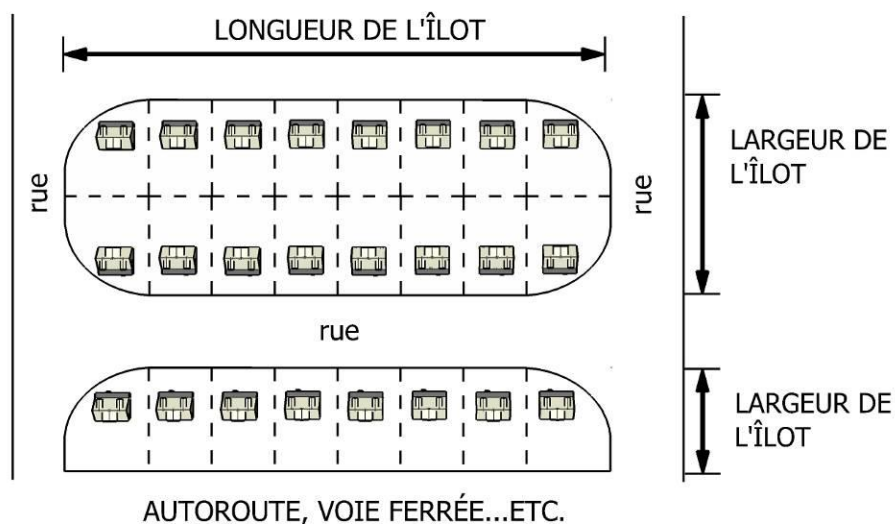 LONGUEUR DE L'ÎLOT
rue
rue
LARGEUR DE
L'ÎLOT
rue
LARGEUR DE
L'ÎLOT
AUTOROUTE, VOIE FERRÉE...ETC.